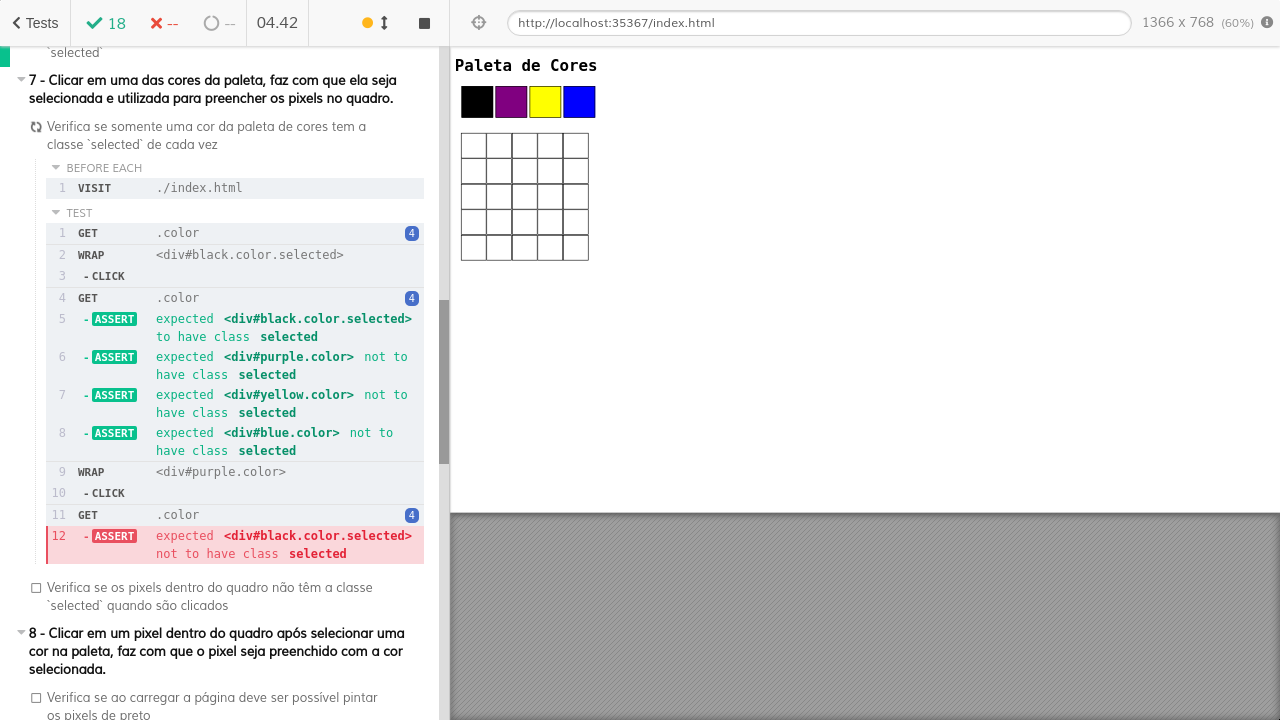 Tests 18 -- -- 04.42 http://localhost:35367/index.html 1366 x 768 (60%)
`selected`
7 - Clicar em uma das cores da paleta, faz com que ela seja
selecionada e utilizada para preencher os pixels no quadro.
Verifica se somente uma cor da paleta de cores tem a
classe `selected` de cada vez
BEFORE EACH
1 VISIT ./index.html
TEST
1 GET .color 4
2 WRAP <div#black.color.selected>
3 - CLICK
4 GET .color 4
5 - ASSERT expected <div#black.color.selected>
to have class selected
6 - ASSERT expected <div#purple.color> not to
have class selected
7 - ASSERT expected <div#yellow.color> not to
have class selected
8 - ASSERT expected <div#blue.color> not to
have class selected
9 WRAP <div#purple.color>
10 - CLICK
11 GET .color 4
12 - ASSERT expected <div#black.color.selected>
not to have class selected
Verifica se os pixels dentro do quadro não têm a classe
`selected` quando são clicados
8 - Clicar em um pixel dentro do quadro após selecionar uma
cor na paleta, faz com que o pixel seja preenchido com a cor
selecionada.
Verifica se ao carregar a página deve ser possível pintar
os pixels de preto
Paleta de Cores